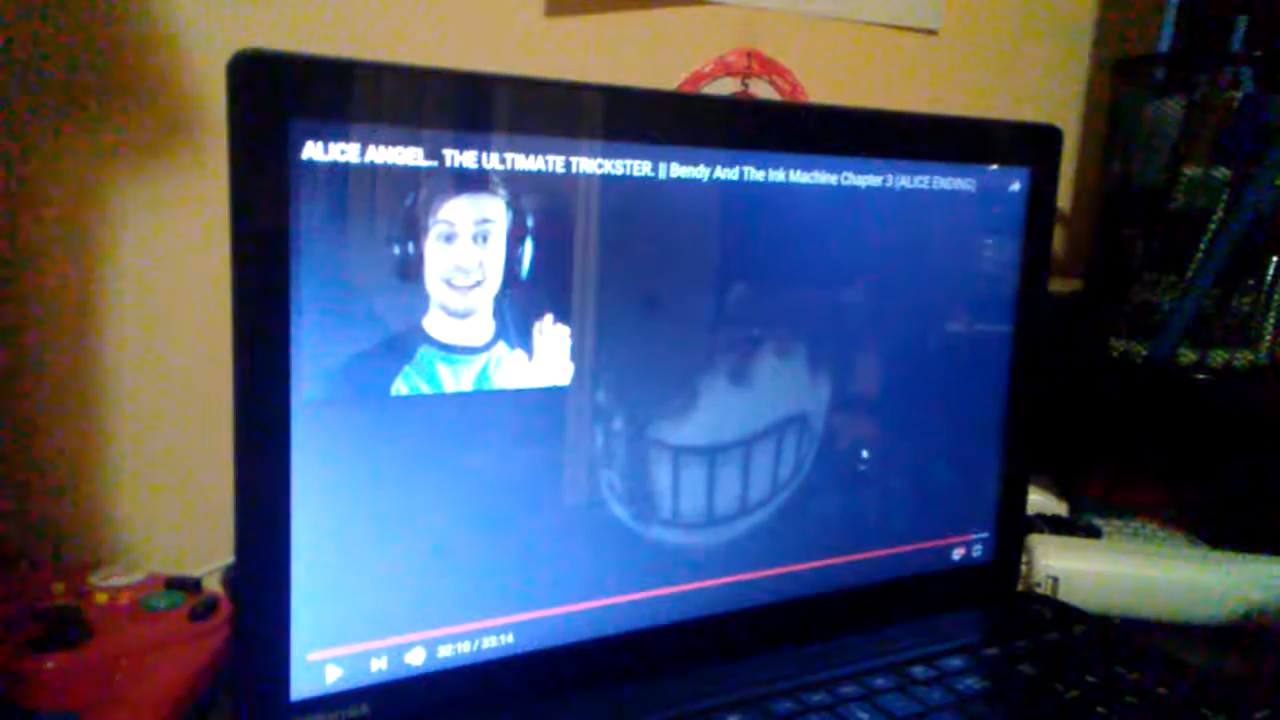 ALICE ANGEL.. THE ULTIMATE TRICKSTER. || Bendy And The Ink Machine Chapter 3 (ALICE ENDING)
32:10 / 33:14